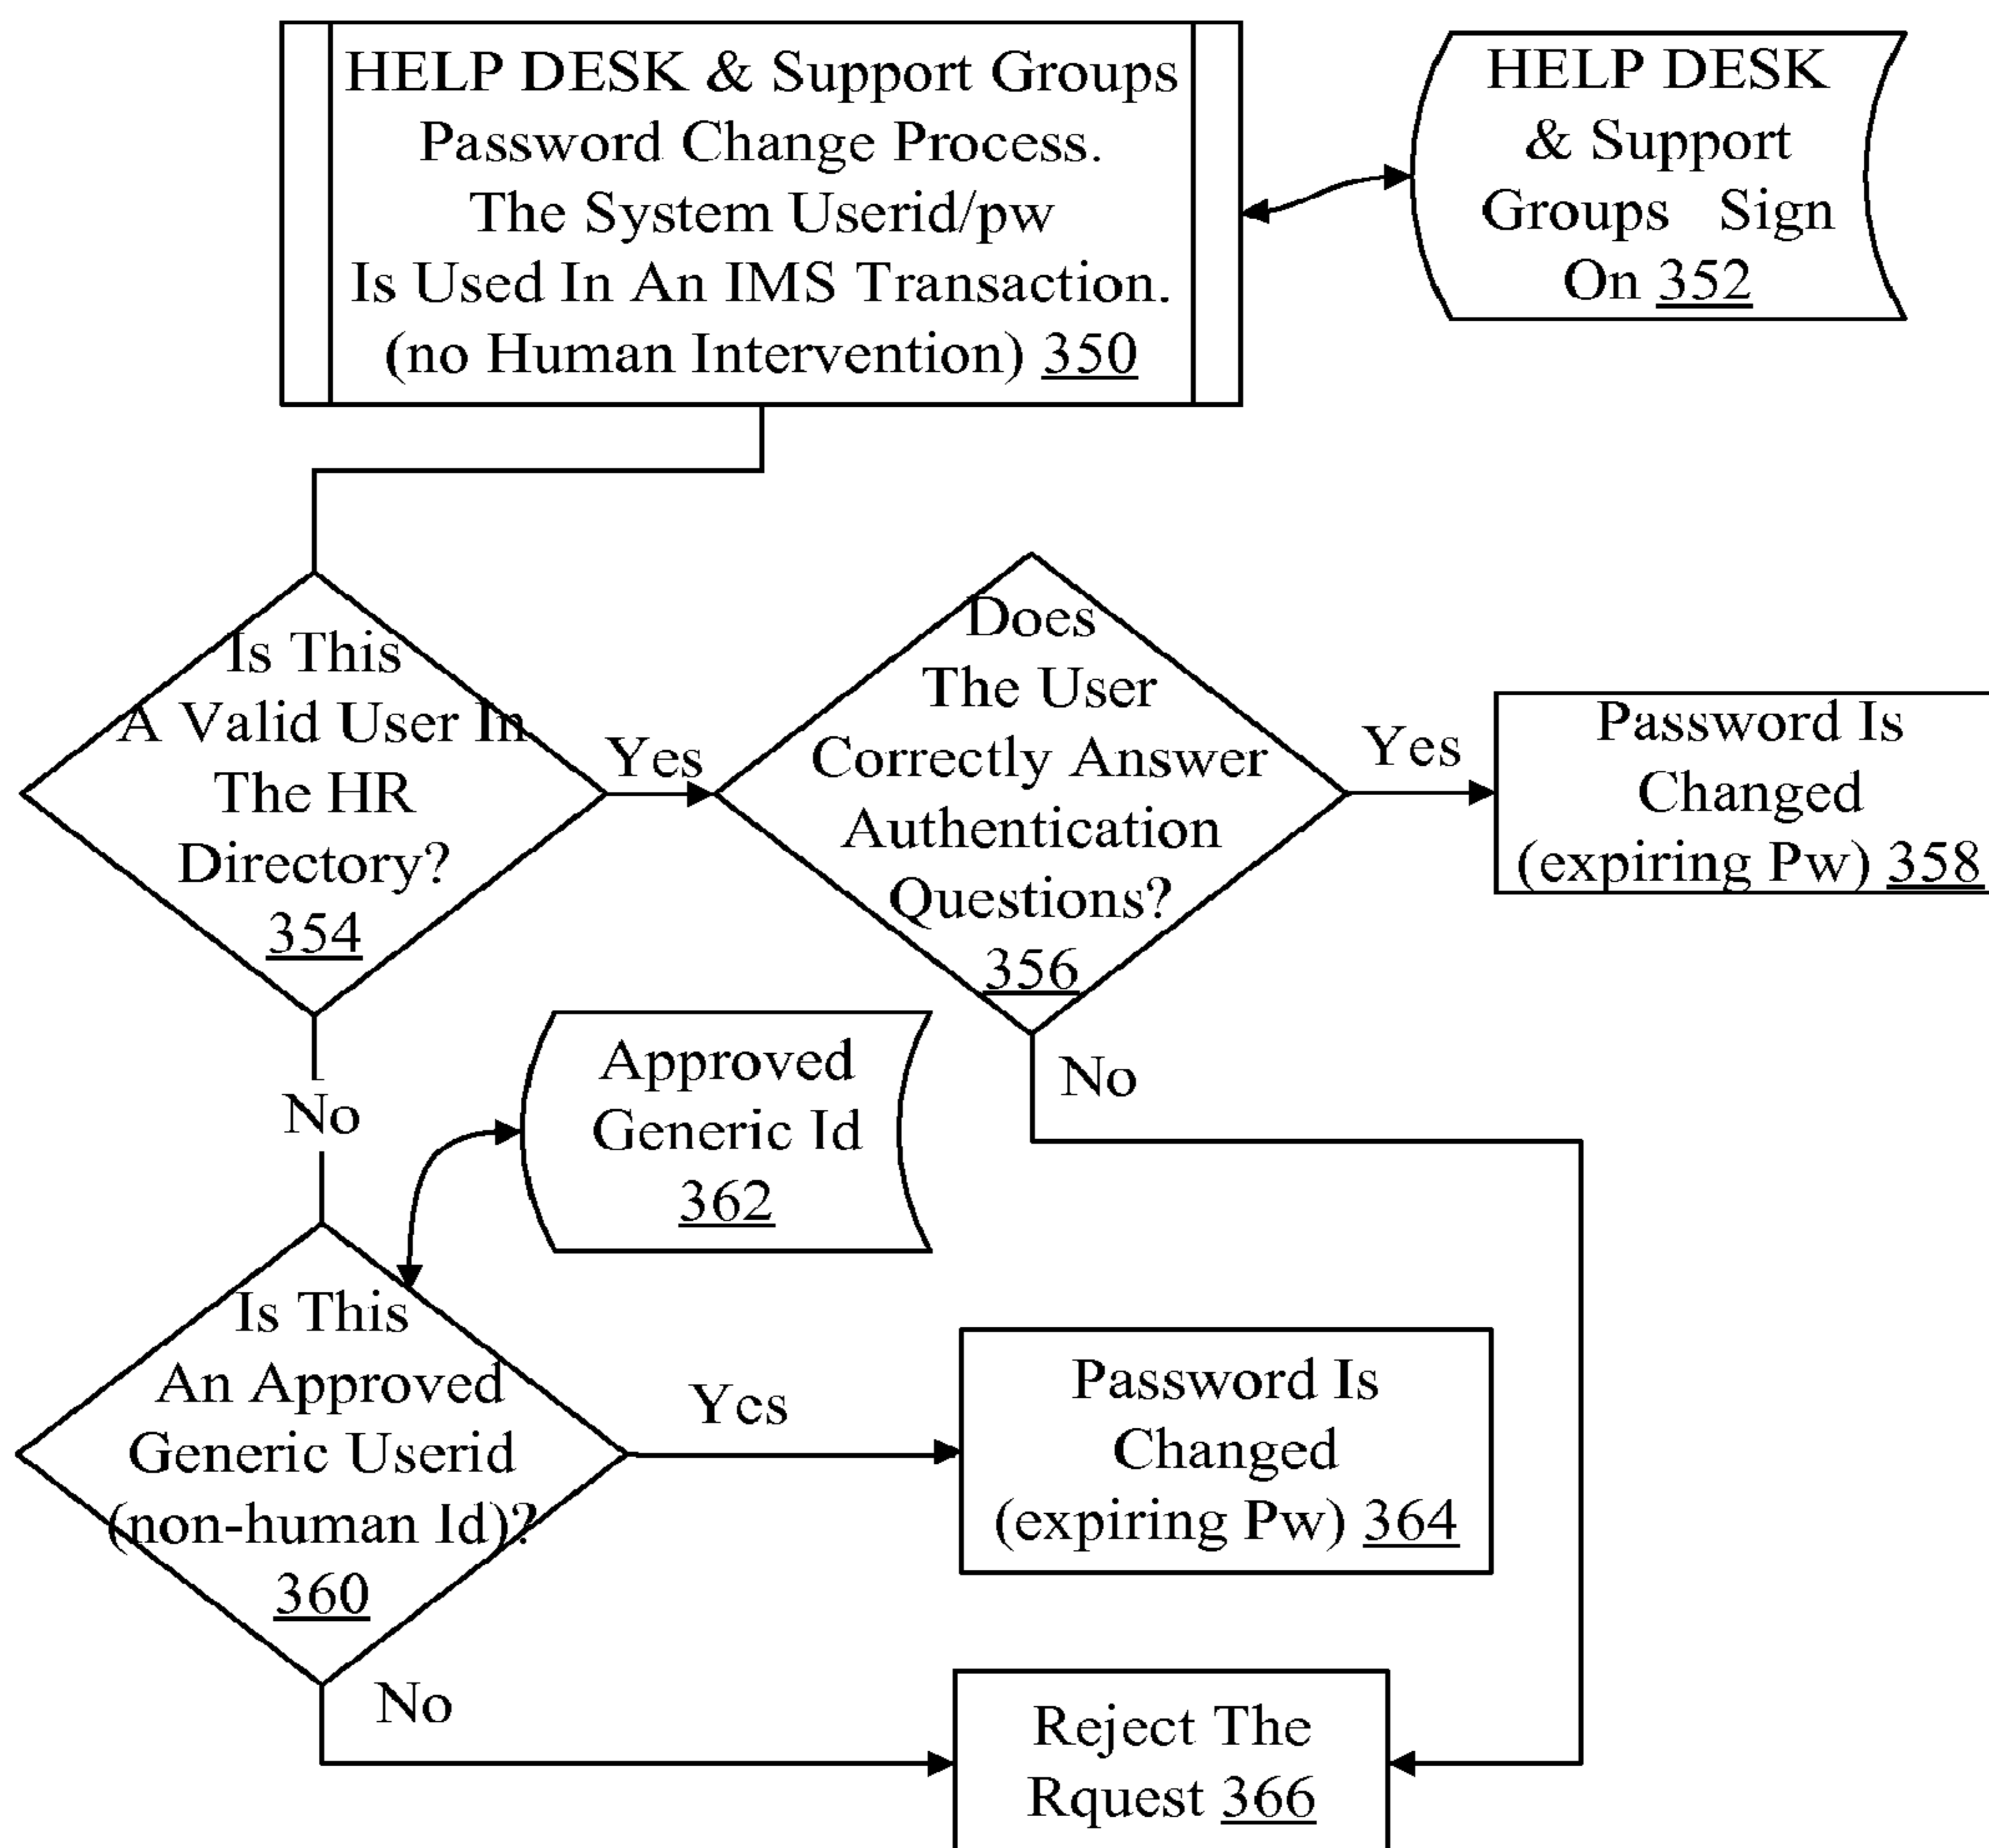 HELP DESK & Support Groups
Password Change Process.
The System Userid/pw
Is Used In An IMS Transaction.
(no Human Intervention) 350
HELP DESK
& Support
Groups Sign
On 352
Is This
A Valid User In
The HR
Directory?
354
Yes
Does
The User
Correctly Answer
Authentication
Questions?
356
Yes
Password Is
Changed
(expiring Pw) 358
No
No
Approved
Generic Id
362
Is This
An Approved
Generic Userid
(non-human Id)?
360
Yes
Password Is
Changed
(expiring Pw) 364
No
Reject The
Rquest 366